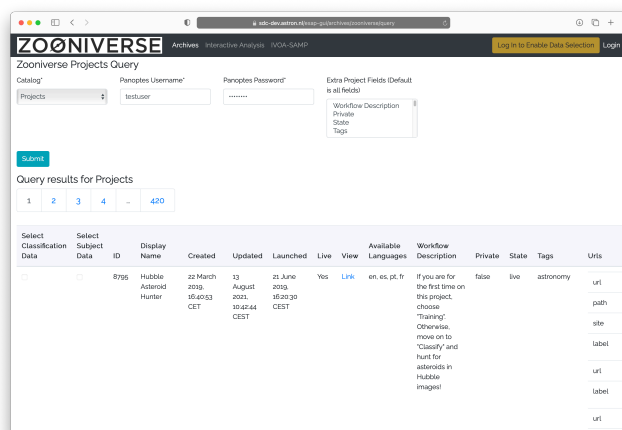 sdc-dev.astron.nl/esap-gui/archives/zooniverse/query
ZOONIVERSE Archives Interactive Analysis IVOA-SAMP Log In to Enable Data Selection Login
Zooniverse Projects Query
Catalog* Panoptes Username* Panoptes Password* Extra Project Fields (Default
is all fields)
Projects testuser ········
Workflow Description
Private
State
Tags
Submit
Query results for Projects
1 2 3 4 … 420
Select
Classification
Data
Select
Subject
Data
ID
Display
Name
Created
Updated
Launched
Live
View
Available
Languages
Workflow
Description
Private
State
Tags
Urls
8795
Hubble
Asteroid
Hunter
22 March
2019,
16:40:53
CET
13
August
2021,
10:42:44
CEST
21 June
2019,
16:20:30
CEST
Yes
Link
en, es, pt, fr
If you are for
the first time on
this project,
choose
"Training".
Otherwise,
move on to
"Classify" and
hunt for
asteroids in
Hubble
images!
false
live
astronomy
url
path
site
label
url
label
url